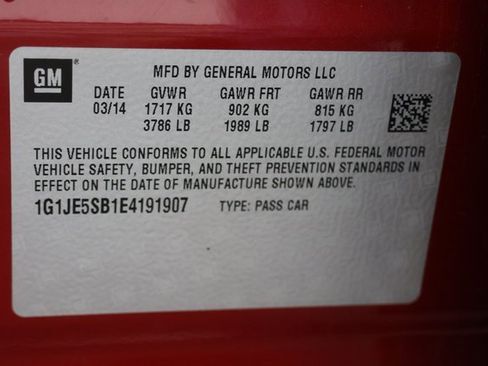 GM
MFD BY GENERAL MOTORS LLC
DATE GVWR GAWR FRT GAWR RR
03/14 1717 KG 902 KG 815 KG
3786 LB 1989 LB 1797 LB
THIS VEHICLE CONFORMS TO ALL APPLICABLE U.S. FEDERAL MOTOR
VEHICLE SAFETY, BUMPER, AND THEFT PREVENTION STANDARDS IN
EFFECT ON THE DATE OF MANUFACTURE SHOWN ABOVE.
1G1JE5SB1E4191907 TYPE: PASS CAR